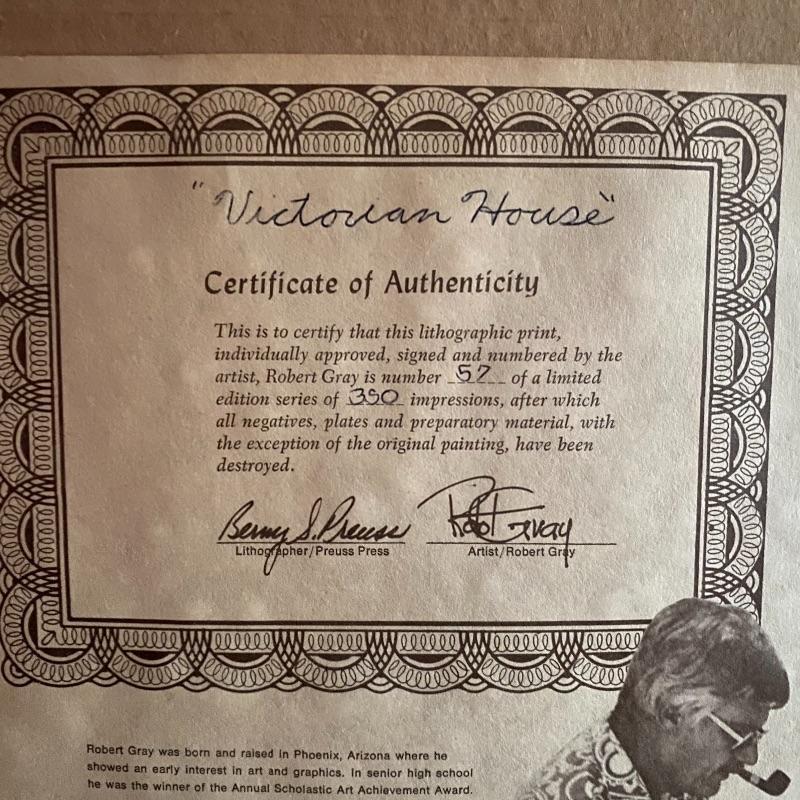 "Victorian House"
Certificate of Authenticity
This is to certify that this lithographic print,
individually approved, signed and numbered by the
artist, Robert Gray is number 57 of a limited
edition series of 350 impressions, after which
all negatives, plates and preparatory material, with
the exception of the original painting, have been
destroyed.
Benny S. Preuss RobtGray
Lithographer/Preuss Press Artist/Robert Gray
Robert Gray was born and raised in Phoenix, Arizona where he
showed an early interest in art and graphics. In senior high school
he was the winner of the Annual Scholastic Art Achievement Award.